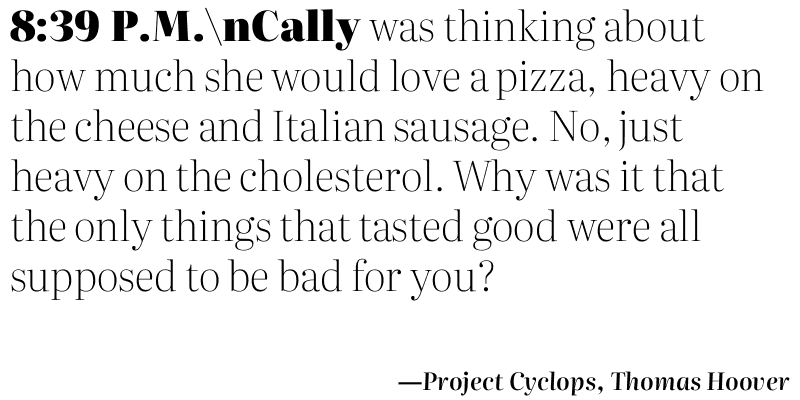 8:39 P.M.\nCally was thinking about
how much she would love a pizza, heavy on
the cheese and Italian sausage. No, just
heavy on the cholesterol. Why was it that
the only things that tasted good were all
supposed to be bad for you?
—Project Cyclops, Thomas Hoover